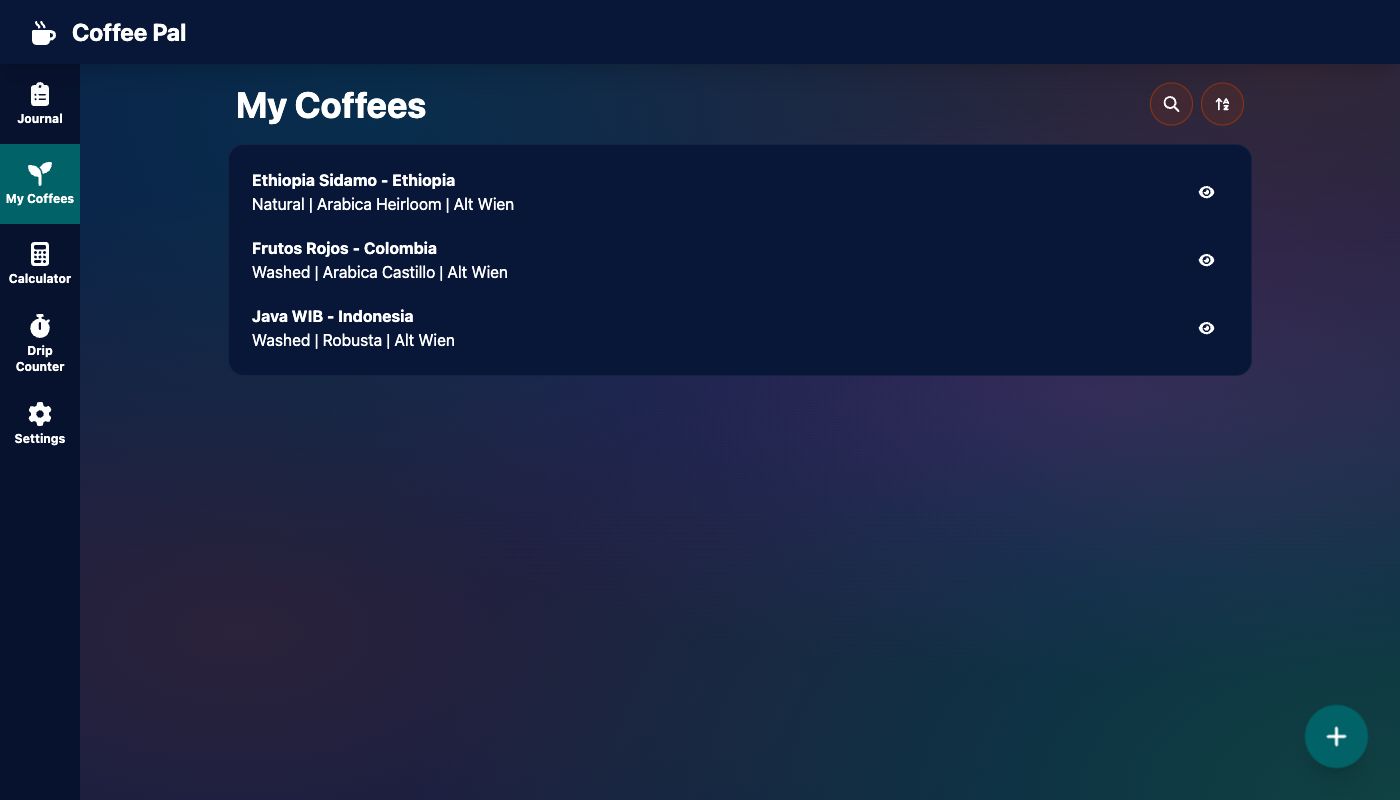 Coffee Pal
Journal
My Coffees
Calculator
Drip
Counter
Settings
My Coffees
Ethiopia Sidamo - Ethiopia
Natural | Arabica Heirloom | Alt Wien
Frutos Rojos - Colombia
Washed | Arabica Castillo | Alt Wien
Java WIB - Indonesia
Washed | Robusta | Alt Wien